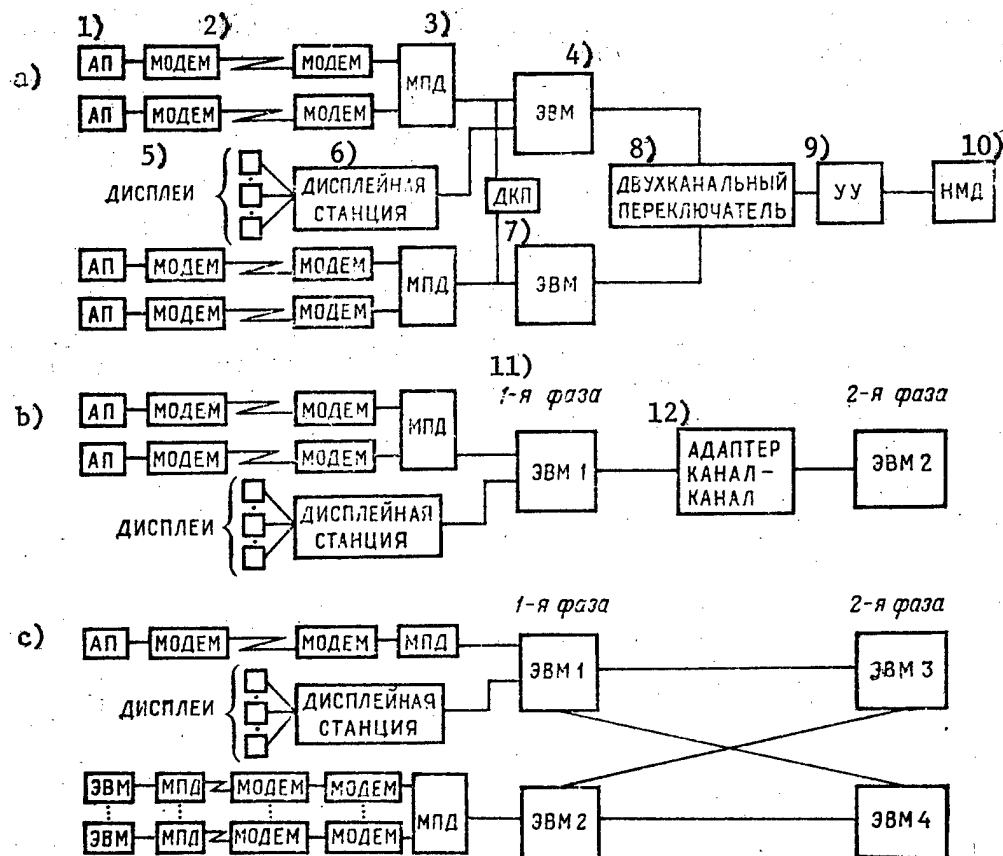 1) 2) 3)
a) АП МОДЕМ МОДЕМ МПД 4)
АП МОДЕМ МОДЕМ ЭВМ
5) 6) 8) 9) 10)
ДИСПЛЕИ ДИСПЛЕЙНАЯ СТАНЦИЯ ДКП ДВУХКАНАЛЬНЫЙ ПЕРЕКЛЮЧАТЕЛЬ УУ НМД
7)
АП МОДЕМ МОДЕМ МПД ЭВМ
АП МОДЕМ МОДЕМ
11)
1-я фаза 2-я фаза
b) АП МОДЕМ МОДЕМ МПД 12)
АП МОДЕМ МОДЕМ ЭВМ 1 АДАПТЕР КАНАЛ– КАНАЛ ЭВМ 2
ДИСПЛЕИ ДИСПЛЕЙНАЯ СТАНЦИЯ
1-я фаза 2-я фаза
c) АП МОДЕМ МОДЕМ МПД ЭВМ 1 ЭВМ 3
ДИСПЛЕИ ДИСПЛЕЙНАЯ СТАНЦИЯ
ЭВМ МПД МОДЕМ МОДЕМ МПД ЭВМ 2 ЭВМ 4
ЭВМ МПД МОДЕМ МОДЕМ